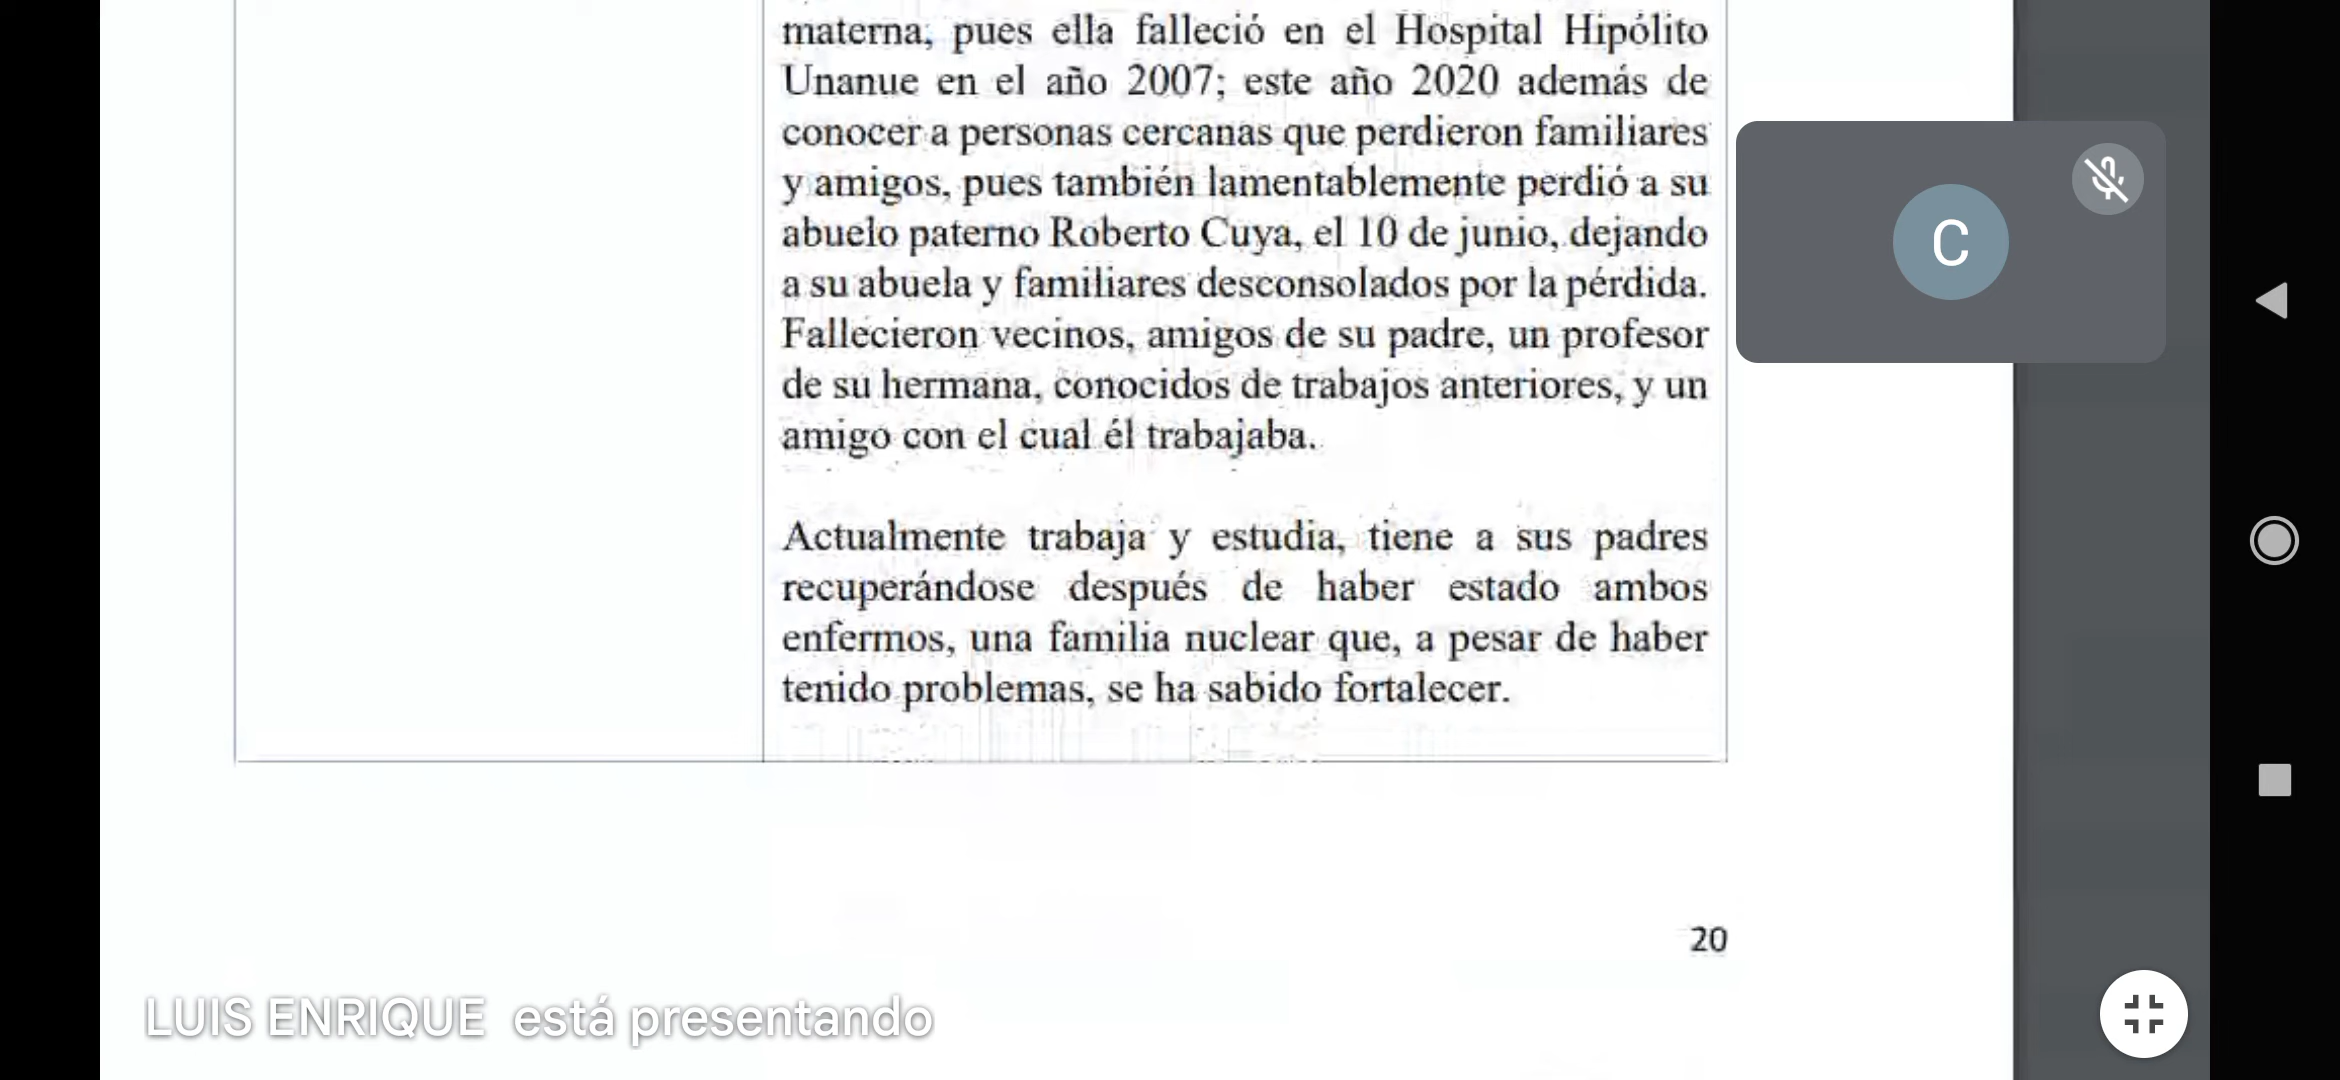 materna, pues ella falleció en el Hospital Hipólito
Unanue en el año 2007; este año 2020 además de
conocer a personas cercanas que perdieron familiares
y amigos, pues también lamentablemente perdió a su
abuelo paterno Roberto Cuya, el 10 de junio, dejando
a su abuela y familiares desconsolados por la pérdida.
Fallecieron vecinos, amigos de su padre, un profesor
de su hermana, conocidos de trabajos anteriores, y un
amigo con el cual él trabajaba.
Actualmente trabaja y estudia, tiene a sus padres
recuperándose después de haber estado ambos
enfermos, una familia nuclear que, a pesar de haber
tenido problemas, se ha sabido fortalecer.
C
20
LUIS ENRIQUE está presentando